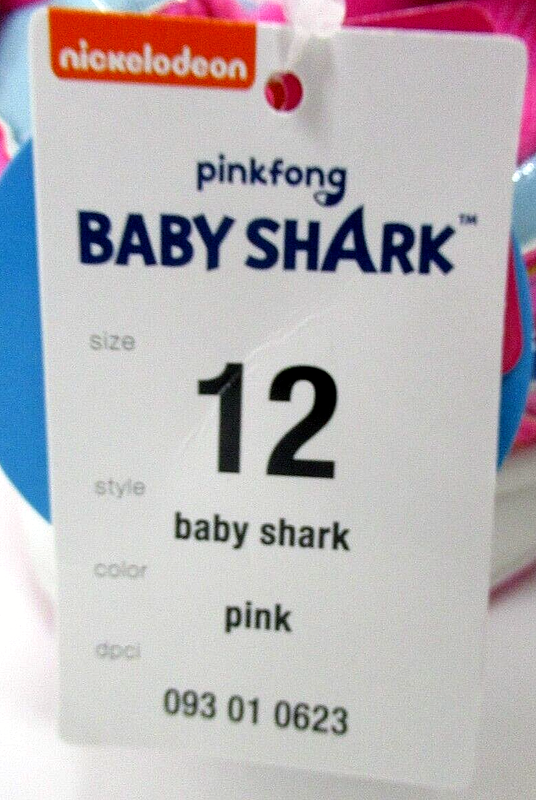 nickelodeon
pinkfong
BABY SHARK™
size
12
style
baby shark
color
pink
dpci
093 01 0623